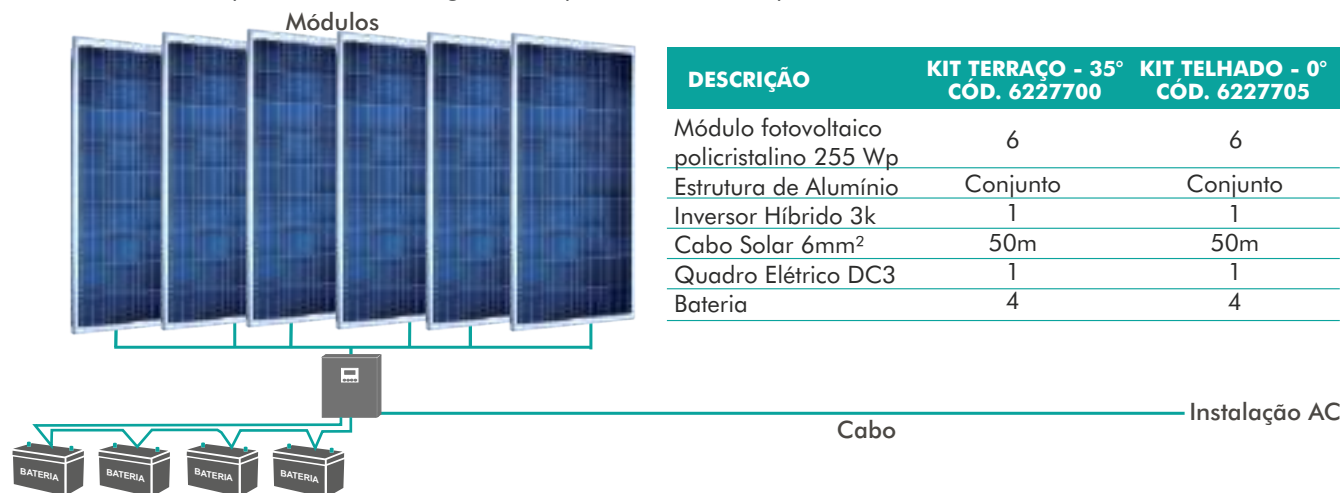 Módulos
DESCRIÇÃO KIT TERRAÇO - 35° KIT TELHADO - 0°
CÓD. 6227700 CÓD. 6227705
Módulo fotovoltaico
policristalino 255 Wp 6 6
Estrutura de Alumínio Conjunto Conjunto
Inversor Híbrido 3k 1 1
Cabo Solar 6mm² 50m 50m
Quadro Elétrico DC3 1 1
Bateria 4 4
Instalação AC
Cabo
BATERIA BATERIA BATERIA BATERIA